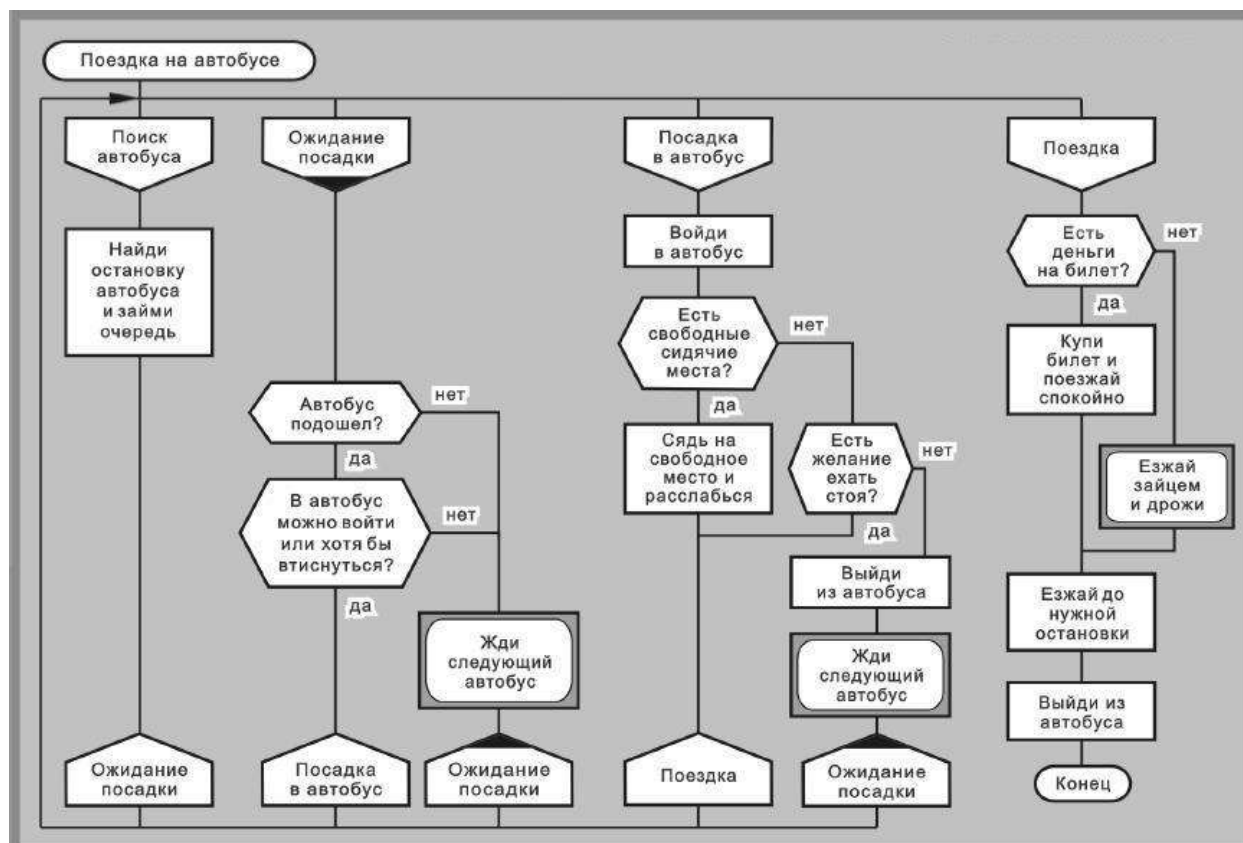 Поездка на автобусе
Поиск
автобуса
Найди
остановку
автобуса
и займи
очередь
Ожидание
посадки
Ожидание
посадки
Автобус
подошел?
нет
да
В автобус
можно войти
или хотя бы
втиснуться?
нет
да
Жди
следующий
автобус
Посадка
в автобус
Ожидание
посадки
Посадка
в автобус
Войди
в автобус
Есть
свободные
сидячие
места?
нет
да
Сядь на
свободное
место и
расслабься
Есть
желание
ехать
стоя?
нет
да
Выйди
из автобуса
Жди
следующий
автобус
Поездка
Ожидание
посадки
Поездка
Есть
деньги
на билет?
нет
да
Купи
билет и
поезжай
спокойно
Езжай
зайцем
и дрожи
Езжай до
нужной
остановки
Выйди из
автобуса
Конец